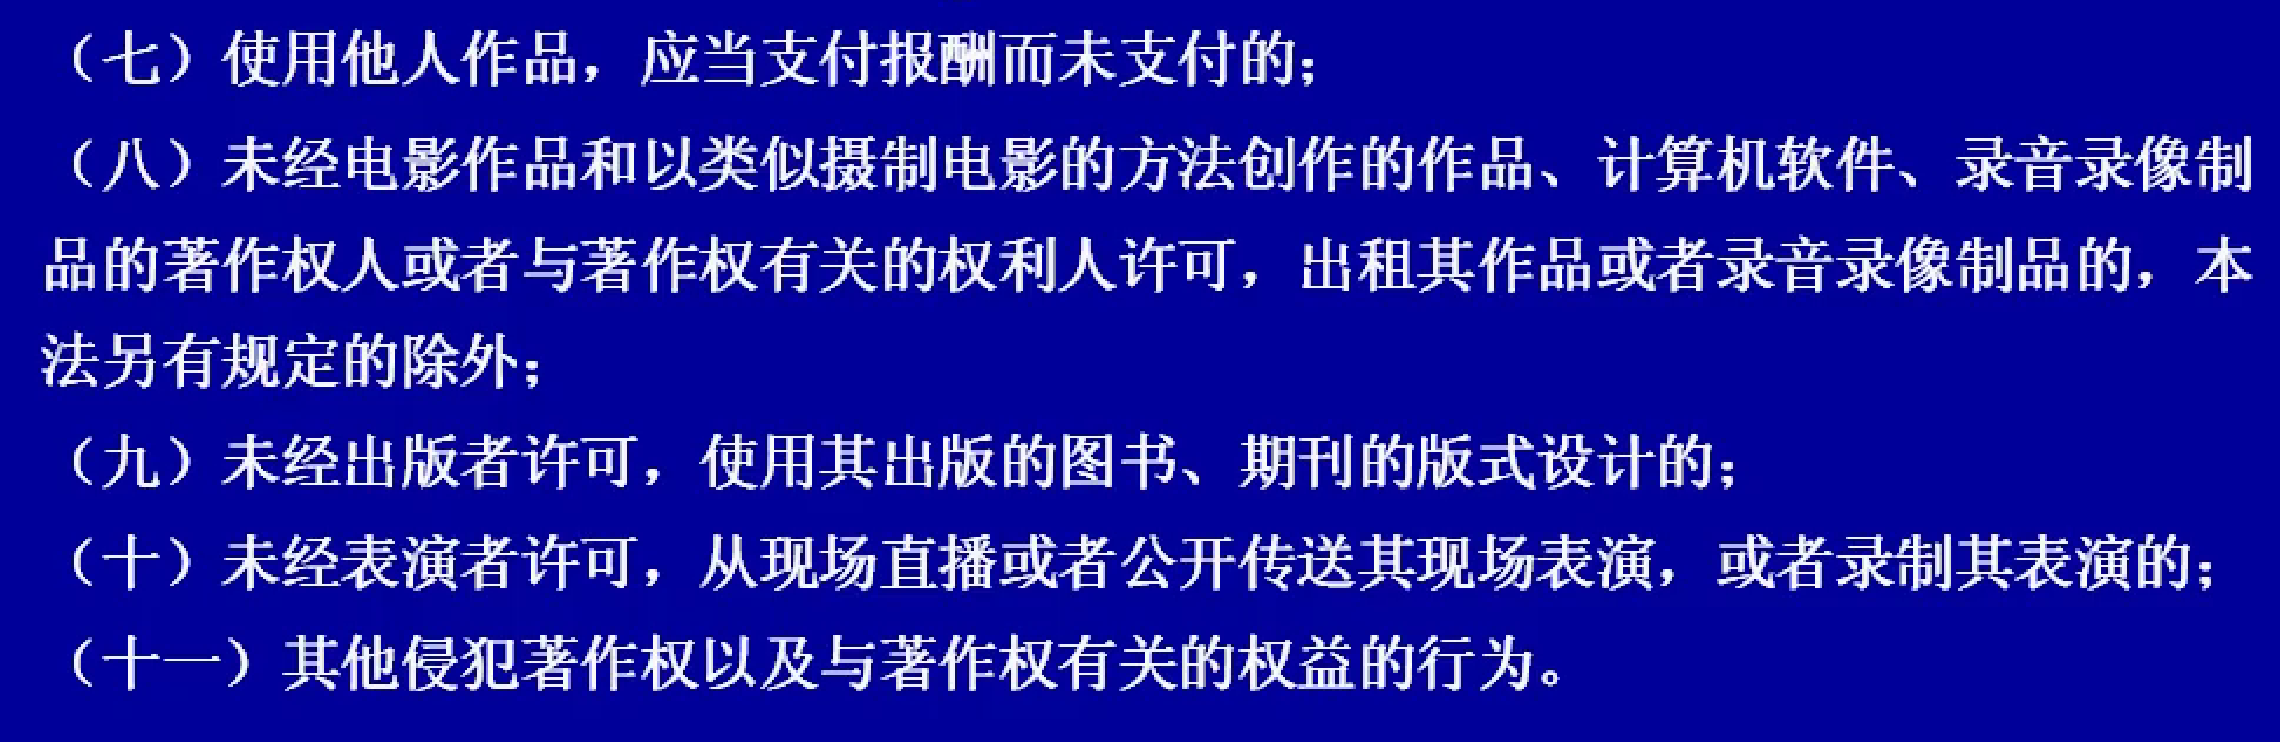 （七）使用他人作品，应当支付报酬而未支付的；
（八）未经电影作品和以类似摄制电影的方法创作的作品、计算机软件、录音录像制
品的著作权人或者与著作权有关的权利人许可，出租其作品或者录音录像制品的，本
法另有规定的除外；
（九）未经出版者许可，使用其出版的图书、期刊的版式设计的；
（十）未经表演者许可，从现场直播或者公开传送其现场表演，或者录制其表演的；
（十一）其他侵犯著作权以及与著作权有关的权益的行为。